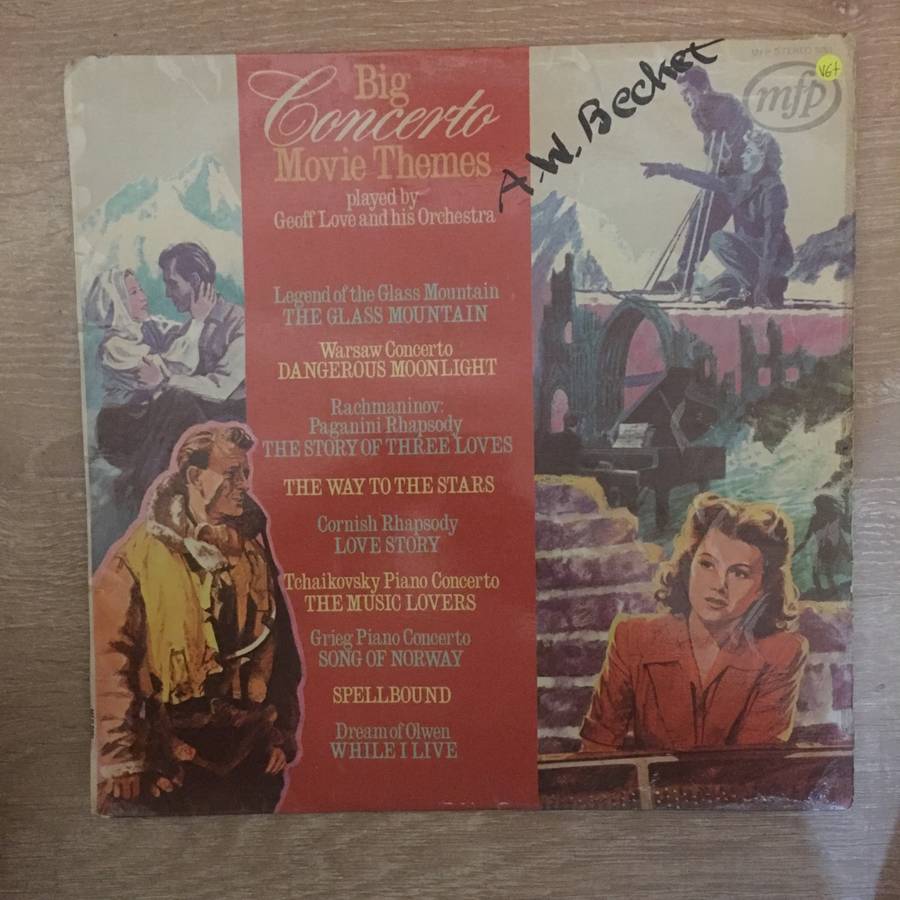 Big
Concerto
Movie Themes
played by
Geoff Love and his Orchestra
Legend of the Glass Mountain
THE GLASS MOUNTAIN
Warsaw Concerto
DANGEROUS MOONLIGHT
Rachmaninov:
Paganini Rhapsody
THE STORY OF THREE LOVES
THE WAY TO THE STARS
Cornish Rhapsody
LOVE STORY
Tchaikovsky Piano Concerto
THE MUSIC LOVERS
Grieg Piano Concerto
SONG OF NORWAY
SPELLBOUND
Dream of Olwen
WHILE I LIVE
A.W. Becket
MFP STEREO
VG+
mfp